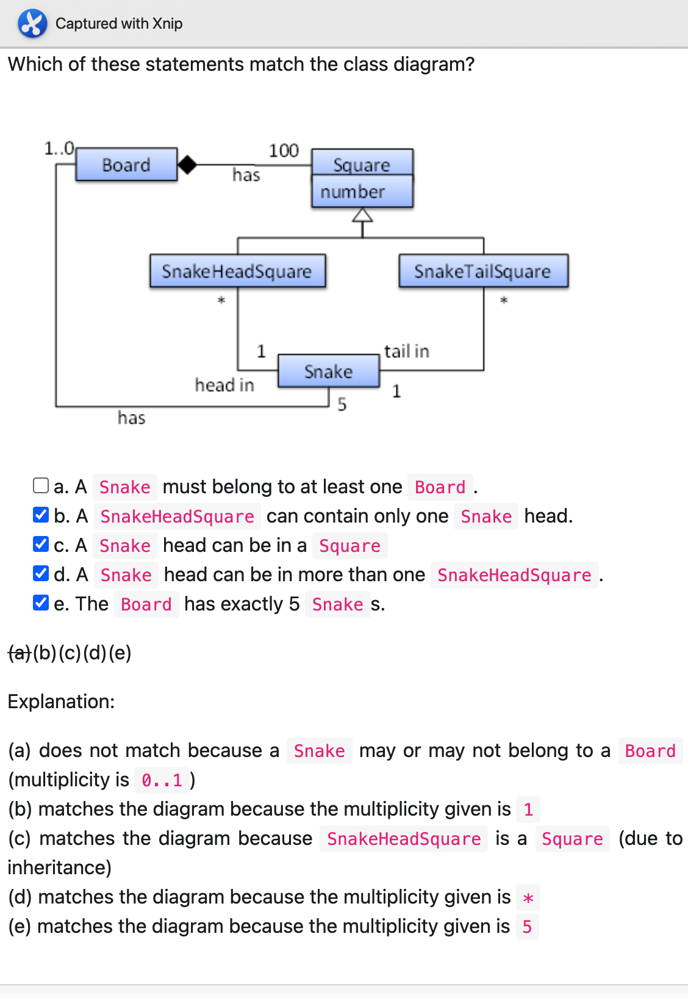 Captured with Xnip
Which of these statements match the class diagram?
1..0
Board
100
has
Square
number
SnakeHeadSquare
SnakeTailSquare
*
*
1
tail in
Snake
head in
1
5
has
a. A Snake must belong to at least one Board .
b. A SnakeHeadSquare can contain only one Snake head.
c. A Snake head can be in a Square
d. A Snake head can be in more than one SnakeHeadSquare .
e. The Board has exactly 5 Snake s.
(a)(b)(c)(d)(e)
Explanation:
(a) does not match because a Snake may or may not belong to a Board
(multiplicity is 0..1 )
(b) matches the diagram because the multiplicity given is 1
(c) matches the diagram because SnakeHeadSquare is a Square (due to
inheritance)
(d) matches the diagram because the multiplicity given is *
(e) matches the diagram because the multiplicity given is 5